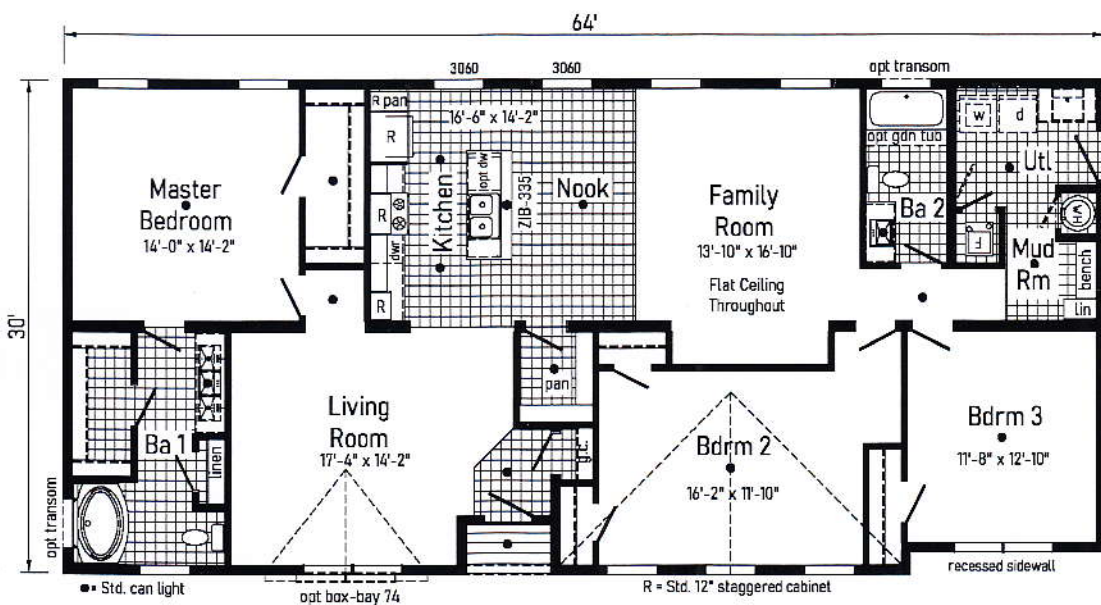 64'
30'
3060
3060
opt transom
R pan
16'-6" x 14'-2"
R
opt dw
Kitchen
ZIB-335
Nook
R
dwr
R
Master
Bedroom
14'-0" x 14'-2"
Family
Room
13'-10" x 16'-10"
Flat Ceiling
Throughout
opt gdn tub
Ba 2
w
d
Utl
WH
F
Mud
Rm
bench
lin
pan
Living
Room
17'-4" x 14'-2"
Ba 1
linen
g.c.
Bdrm 2
16'-2" x 11'-10"
Bdrm 3
11'-8" x 12'-10"
opt transom
● = Std. can light
opt box-bay 74
R = Std. 12" staggered cabinet
recessed sidewall